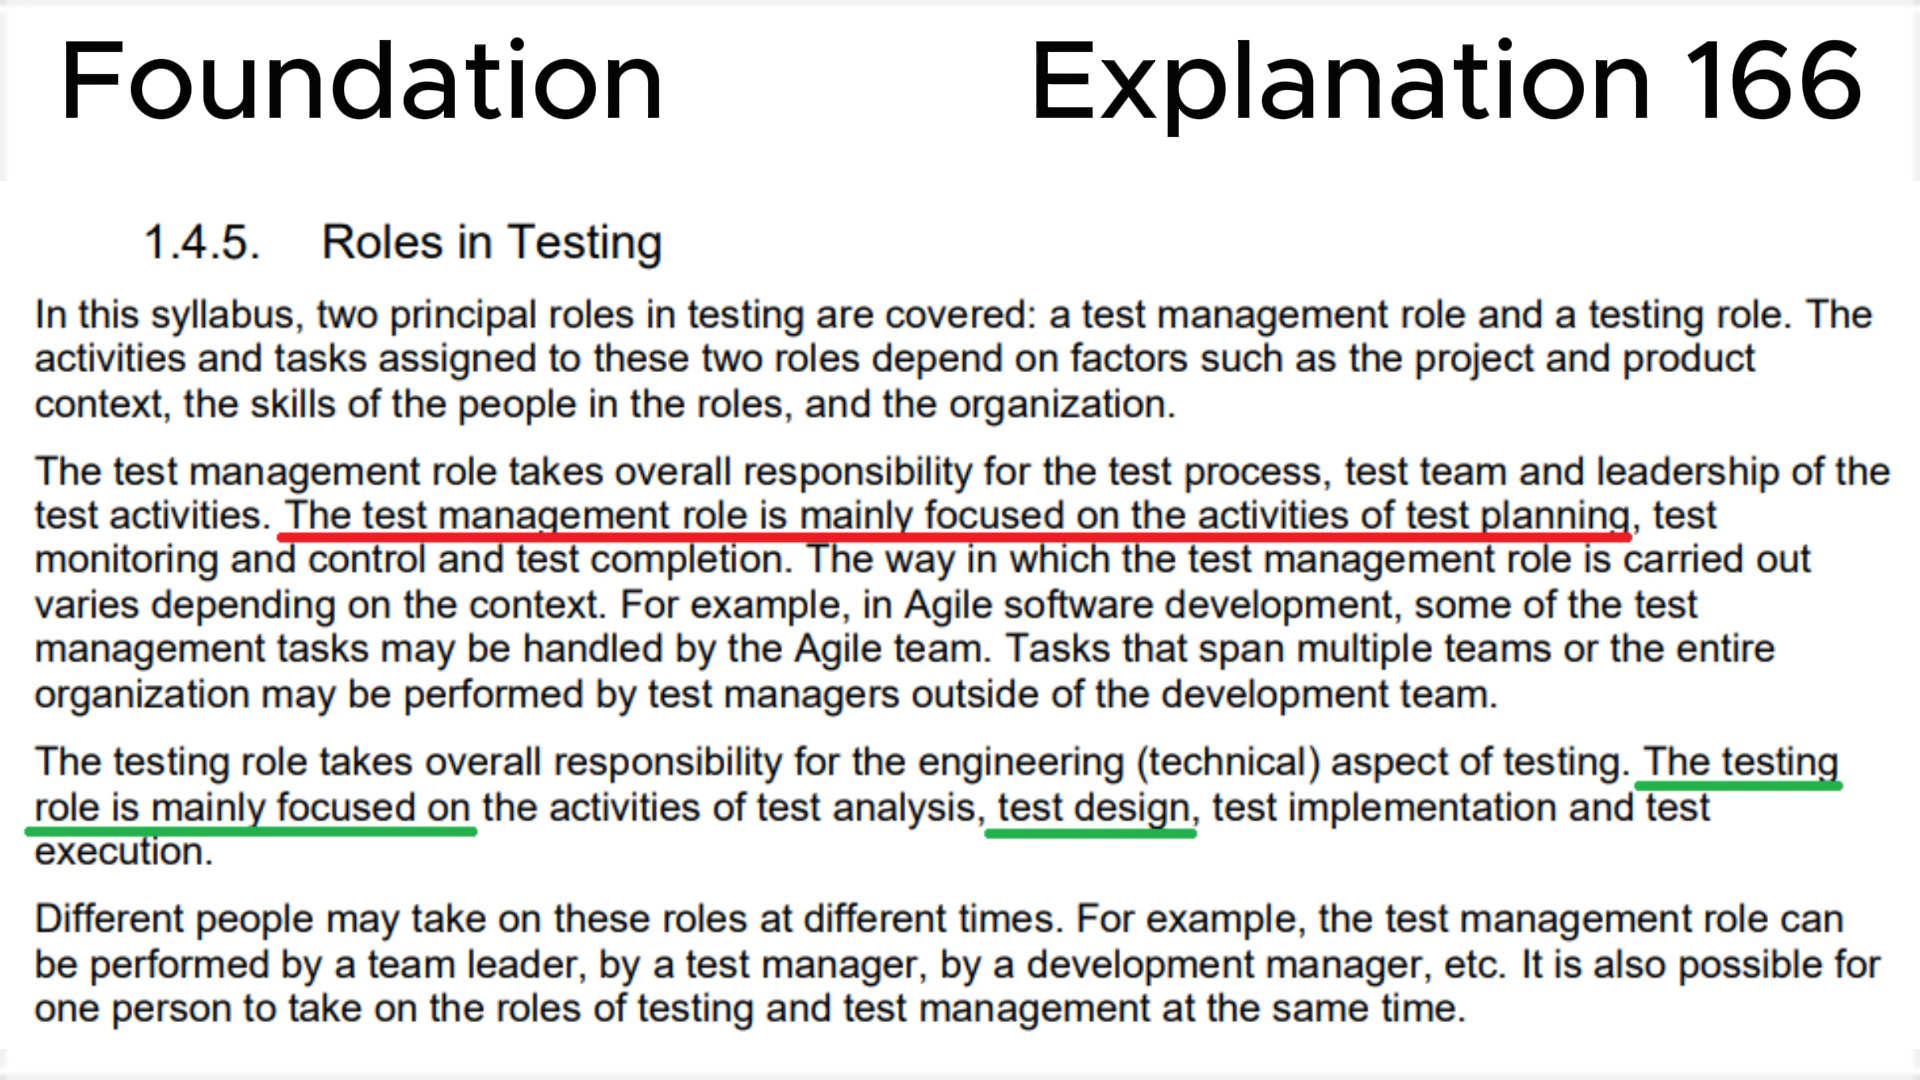 Foundation
Explanation 166
1.4.5. Roles in Testing
In this syllabus, two principal roles in testing are covered: a test management role and a testing role. The
activities and tasks assigned to these two roles depend on factors such as the project and product
context, the skills of the people in the roles, and the organization.
The test management role takes overall responsibility for the test process, test team and leadership of the
test activities. The test management role is mainly focused on the activities of test planning, test
monitoring and control and test completion. The way in which the test management role is carried out
varies depending on the context. For example, in Agile software development, some of the test
management tasks may be handled by the Agile team. Tasks that span multiple teams or the entire
organization may be performed by test managers outside of the development team.
The testing role takes overall responsibility for the engineering (technical) aspect of testing. The testing
role is mainly focused on the activities of test analysis, test design, test implementation and test
execution.
Different people may take on these roles at different times. For example, the test management role can
be performed by a team leader, by a test manager, by a development manager, etc. It is also possible for
one person to take on the roles of testing and test management at the same time.